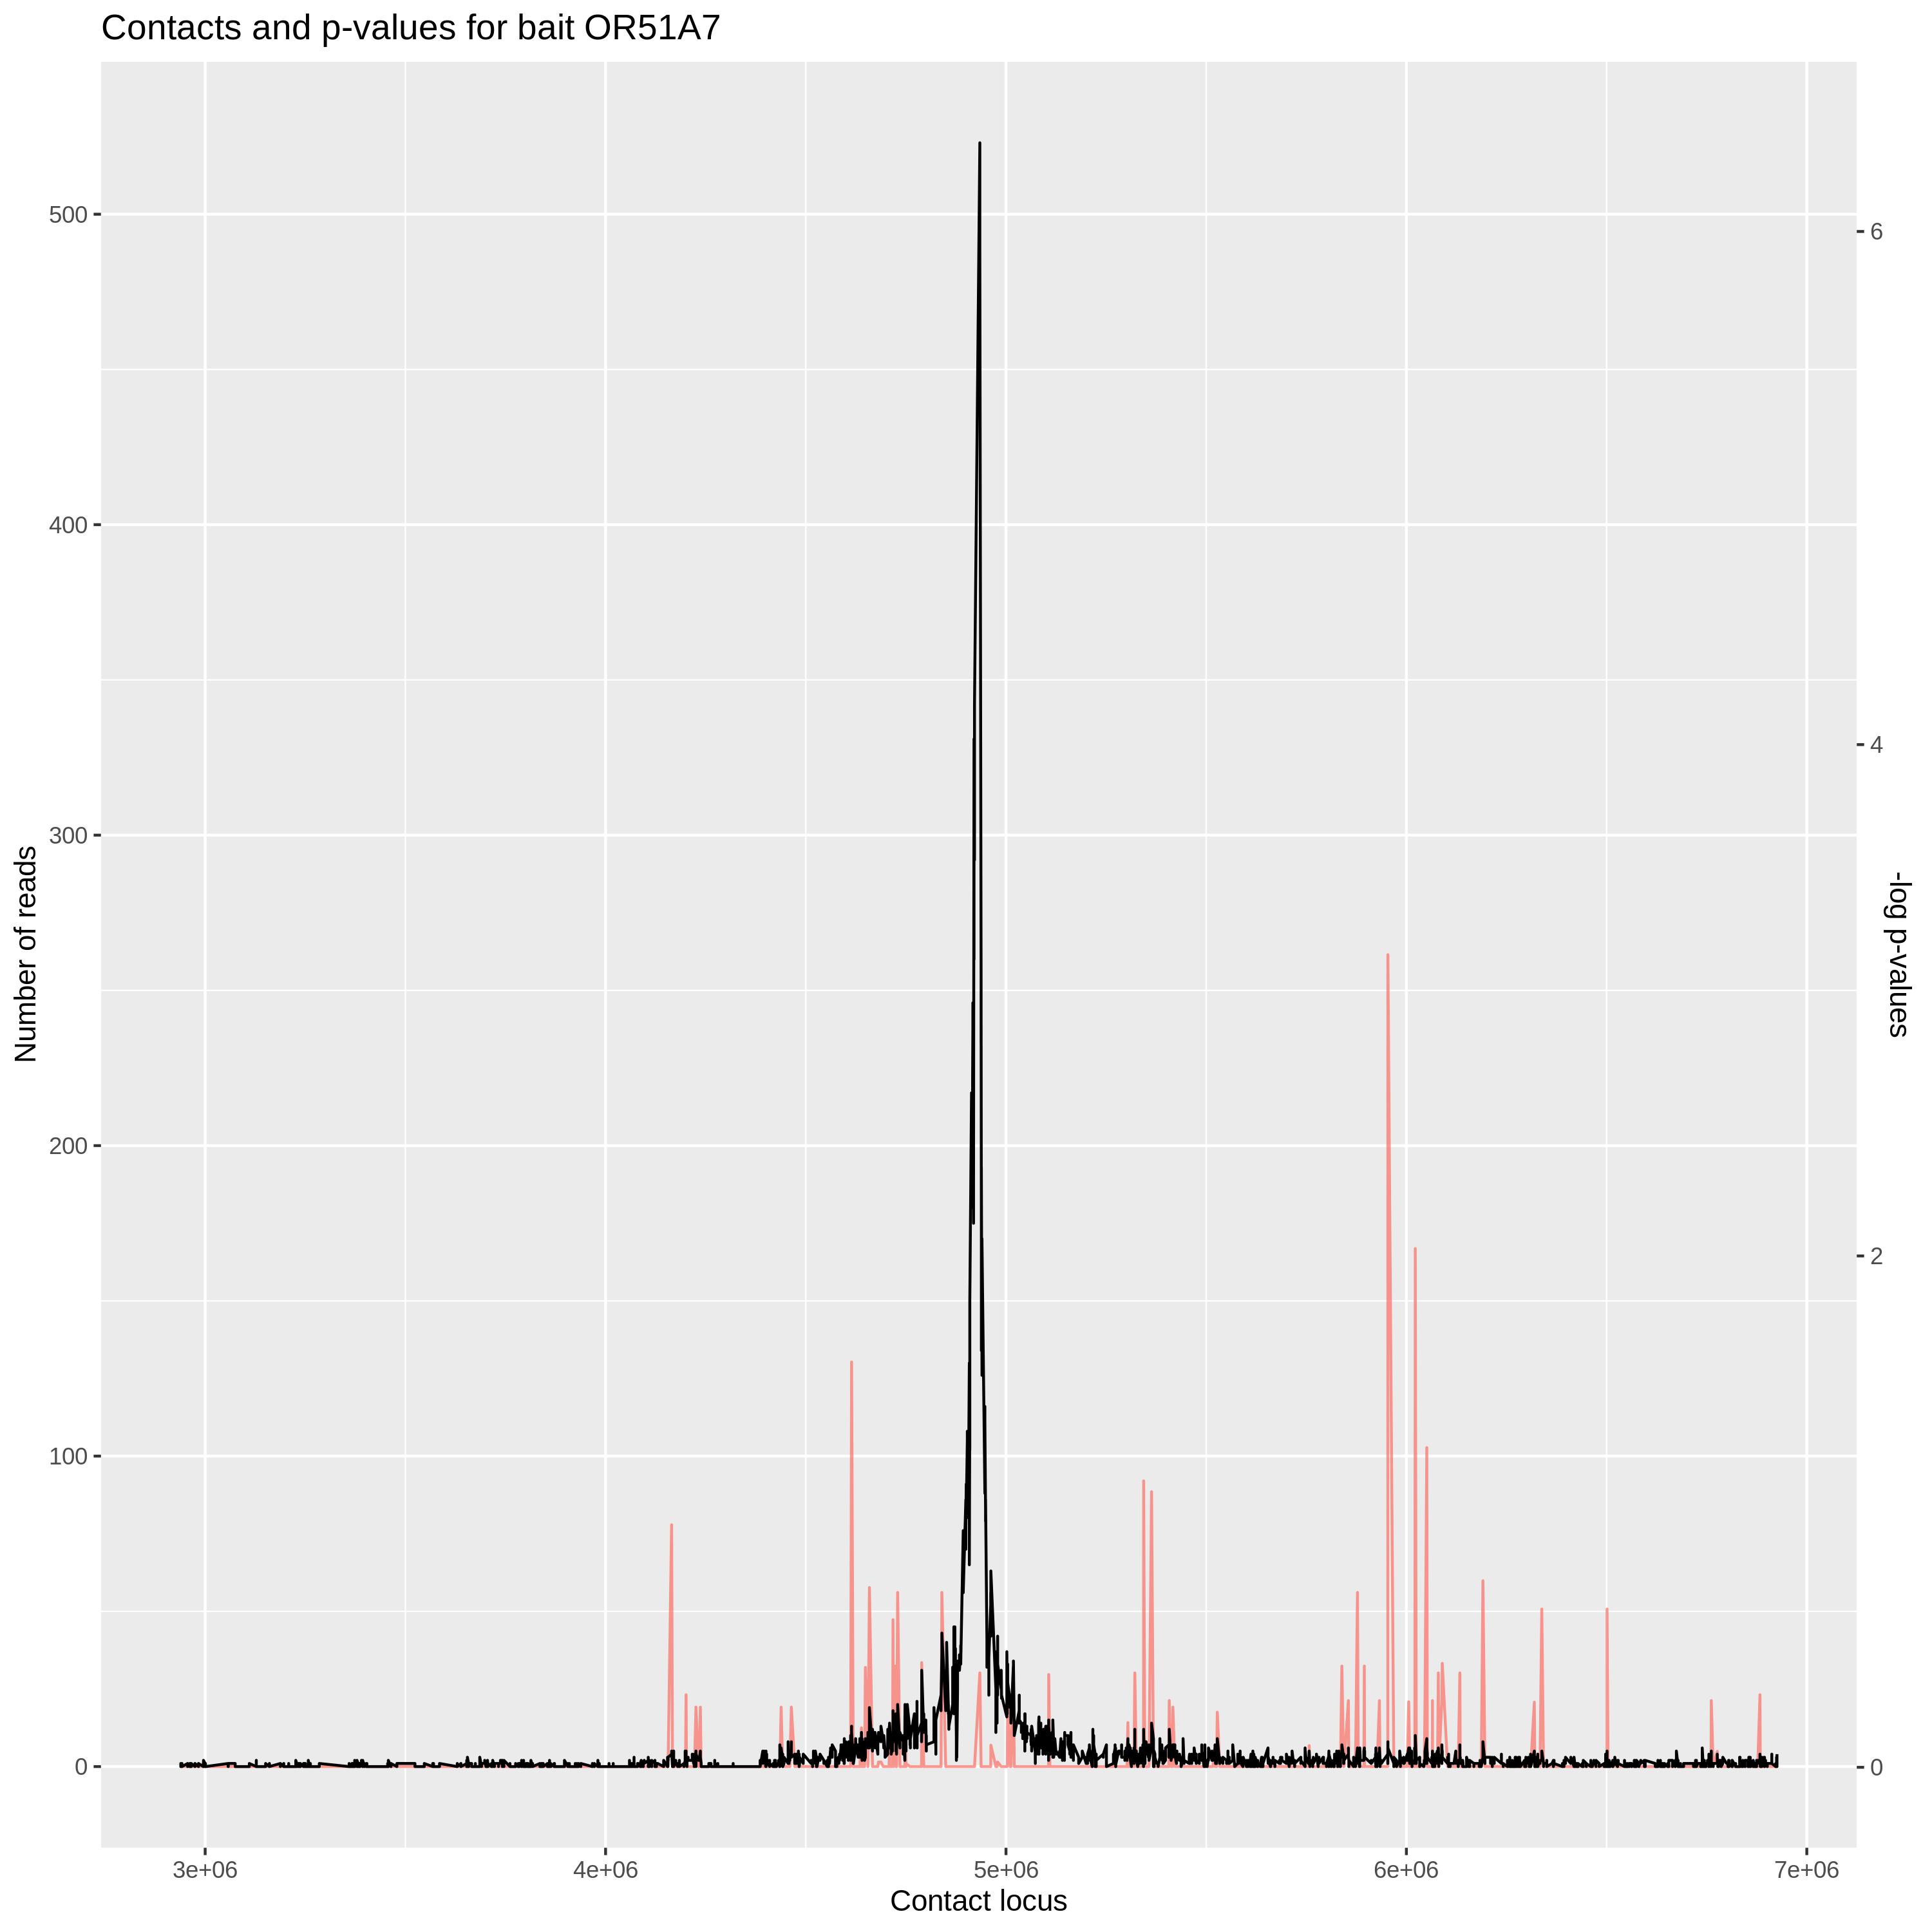 Contacts and p-values for bait OR51A7
500
400
300
200
100
0
Number of reads
6
4
2
0
-log p-values
3e+06 4e+06 5e+06 6e+06 7e+06
Contact locus